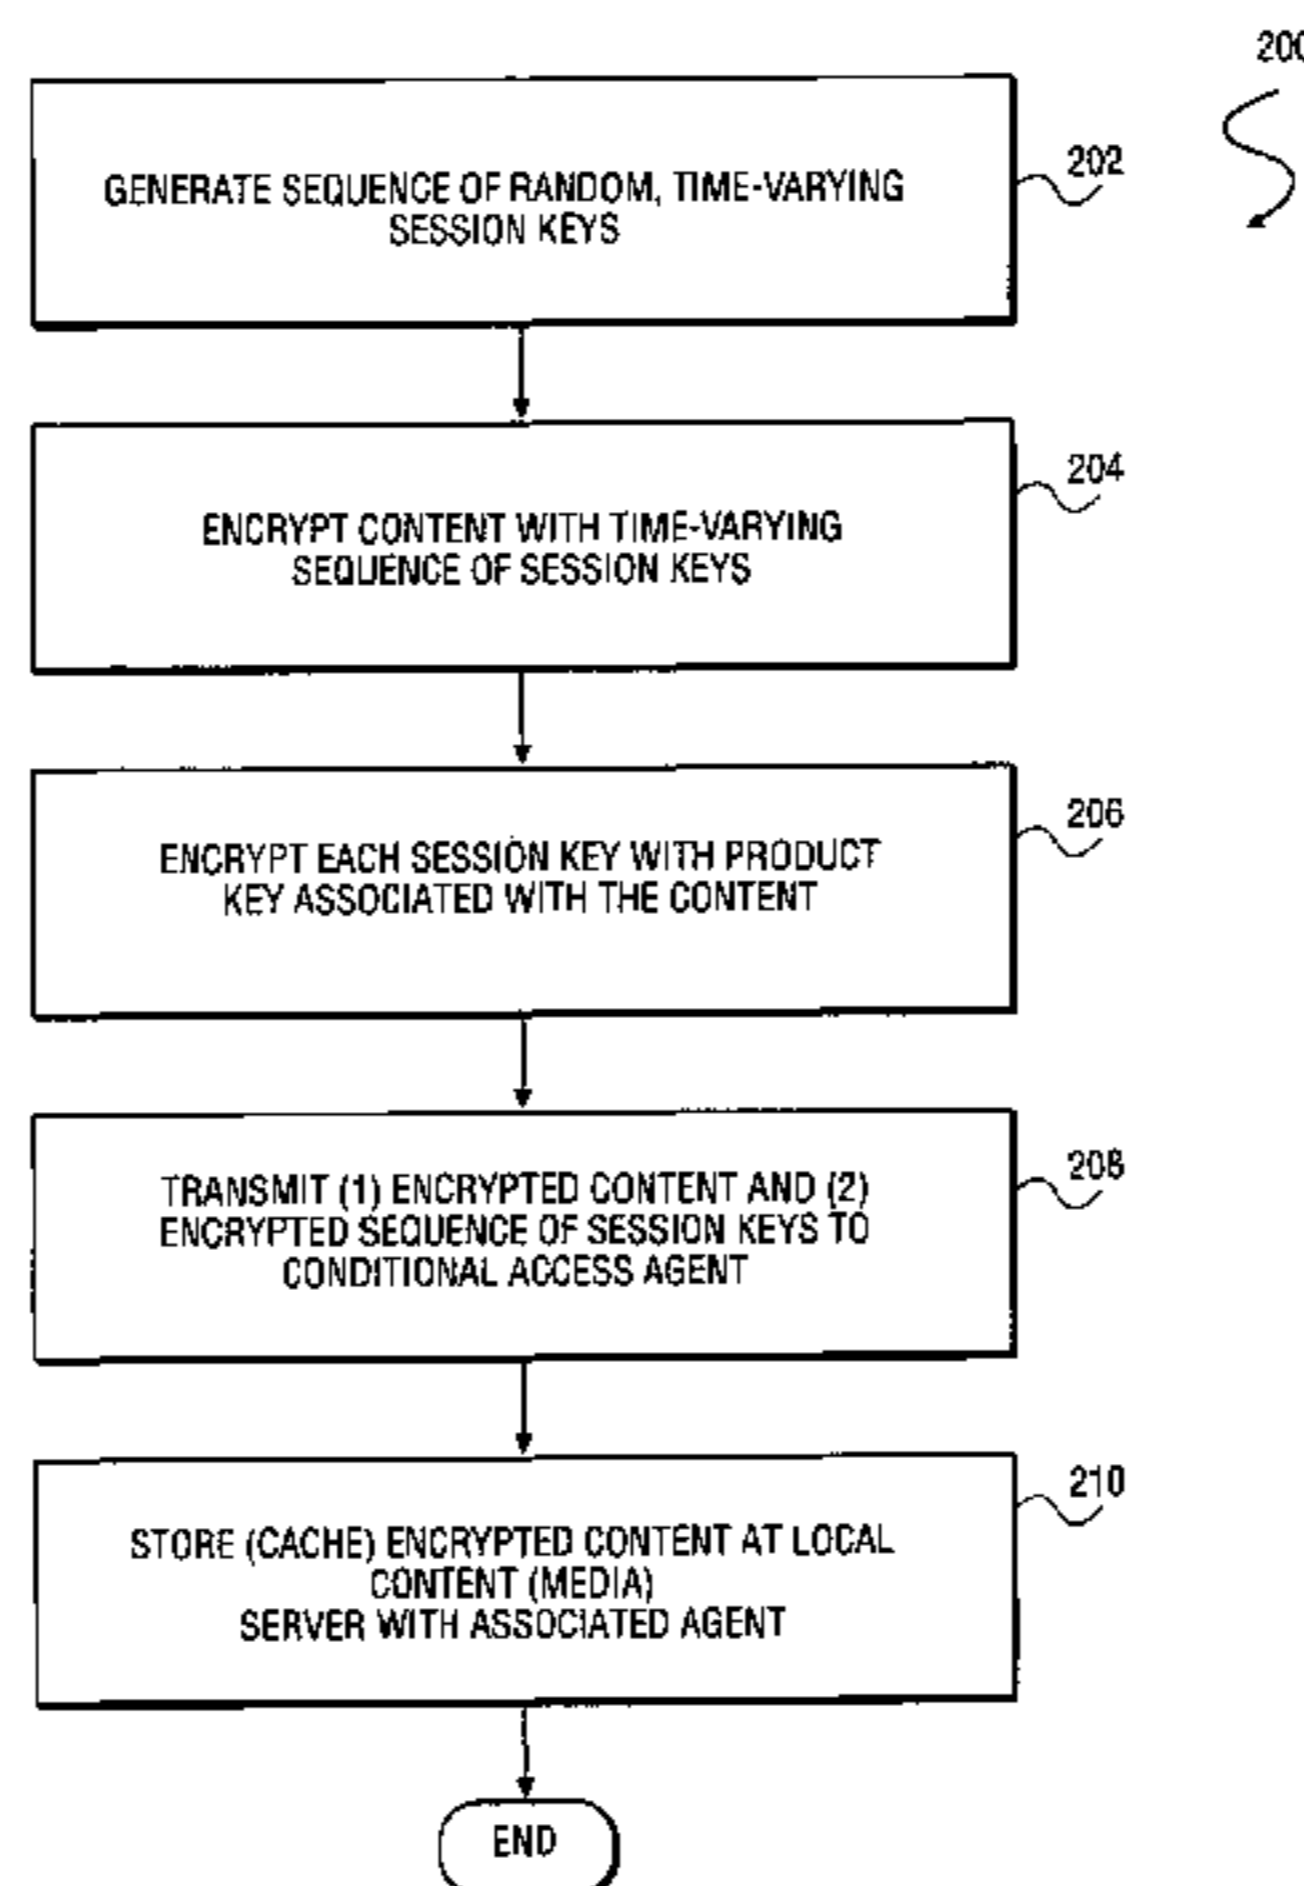 200
GENERATE SEQUENCE OF RANDOM, TIME-VARYING
SESSION KEYS
202
ENCRYPT CONTENT WITH TIME-VARYING
SEQUENCE OF SESSION KEYS
204
ENCRYPT EACH SESSION KEY WITH PRODUCT
KEY ASSOCIATED WITH THE CONTENT
206
TRANSMIT (1) ENCRYPTED CONTENT AND (2)
ENCRYPTED SEQUENCE OF SESSION KEYS TO
CONDITIONAL ACCESS AGENT
208
STORE (CACHE) ENCRYPTED CONTENT AT LOCAL
CONTENT (MEDIA)
SERVER WITH ASSOCIATED AGENT
210
END